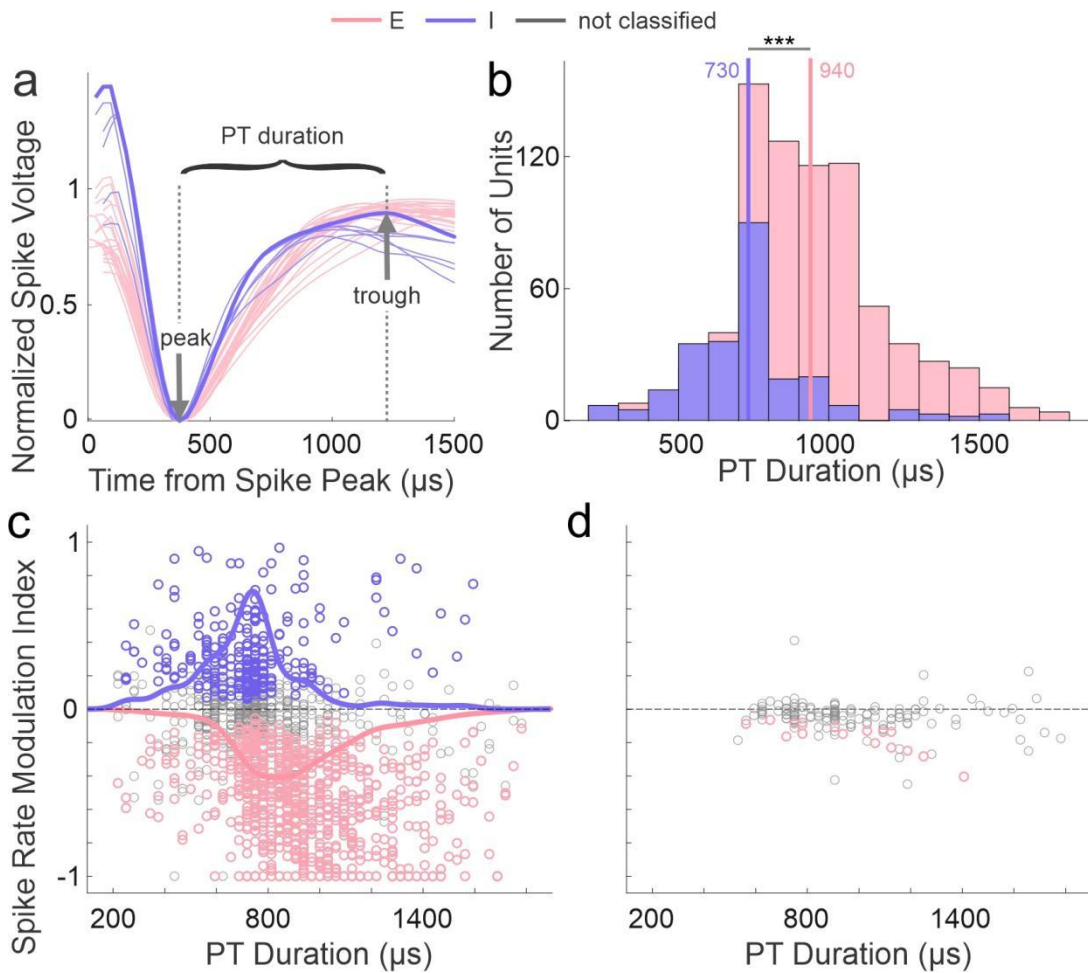 E I not classified
a
Normalized Spike Voltage
1
0.5
0
PT duration
peak
trough
0 500 1000 1500
Time from Spike Peak (µs)
b
***
730 940
Number of Units
120
60
0
500 1000 1500
PT Duration (µs)
c
Spike Rate Modulation Index
1
0
-1
200 800 1400
PT Duration (µs)
d
200 800 1400
PT Duration (µs)